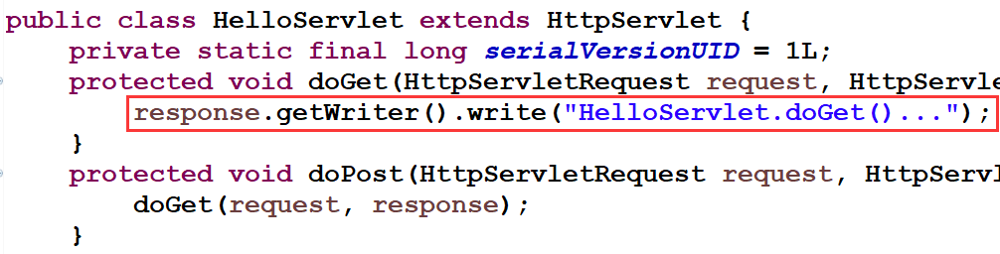 public class HelloServlet extends HttpServlet {
    private static final long serialVersionUID = 1L;
    protected void doGet(HttpServletRequest request, HttpServle
        response.getWriter().write("HelloServlet.doGet()...");
    }
    protected void doPost(HttpServletRequest request, HttpServl
        doGet(request, response);
    }